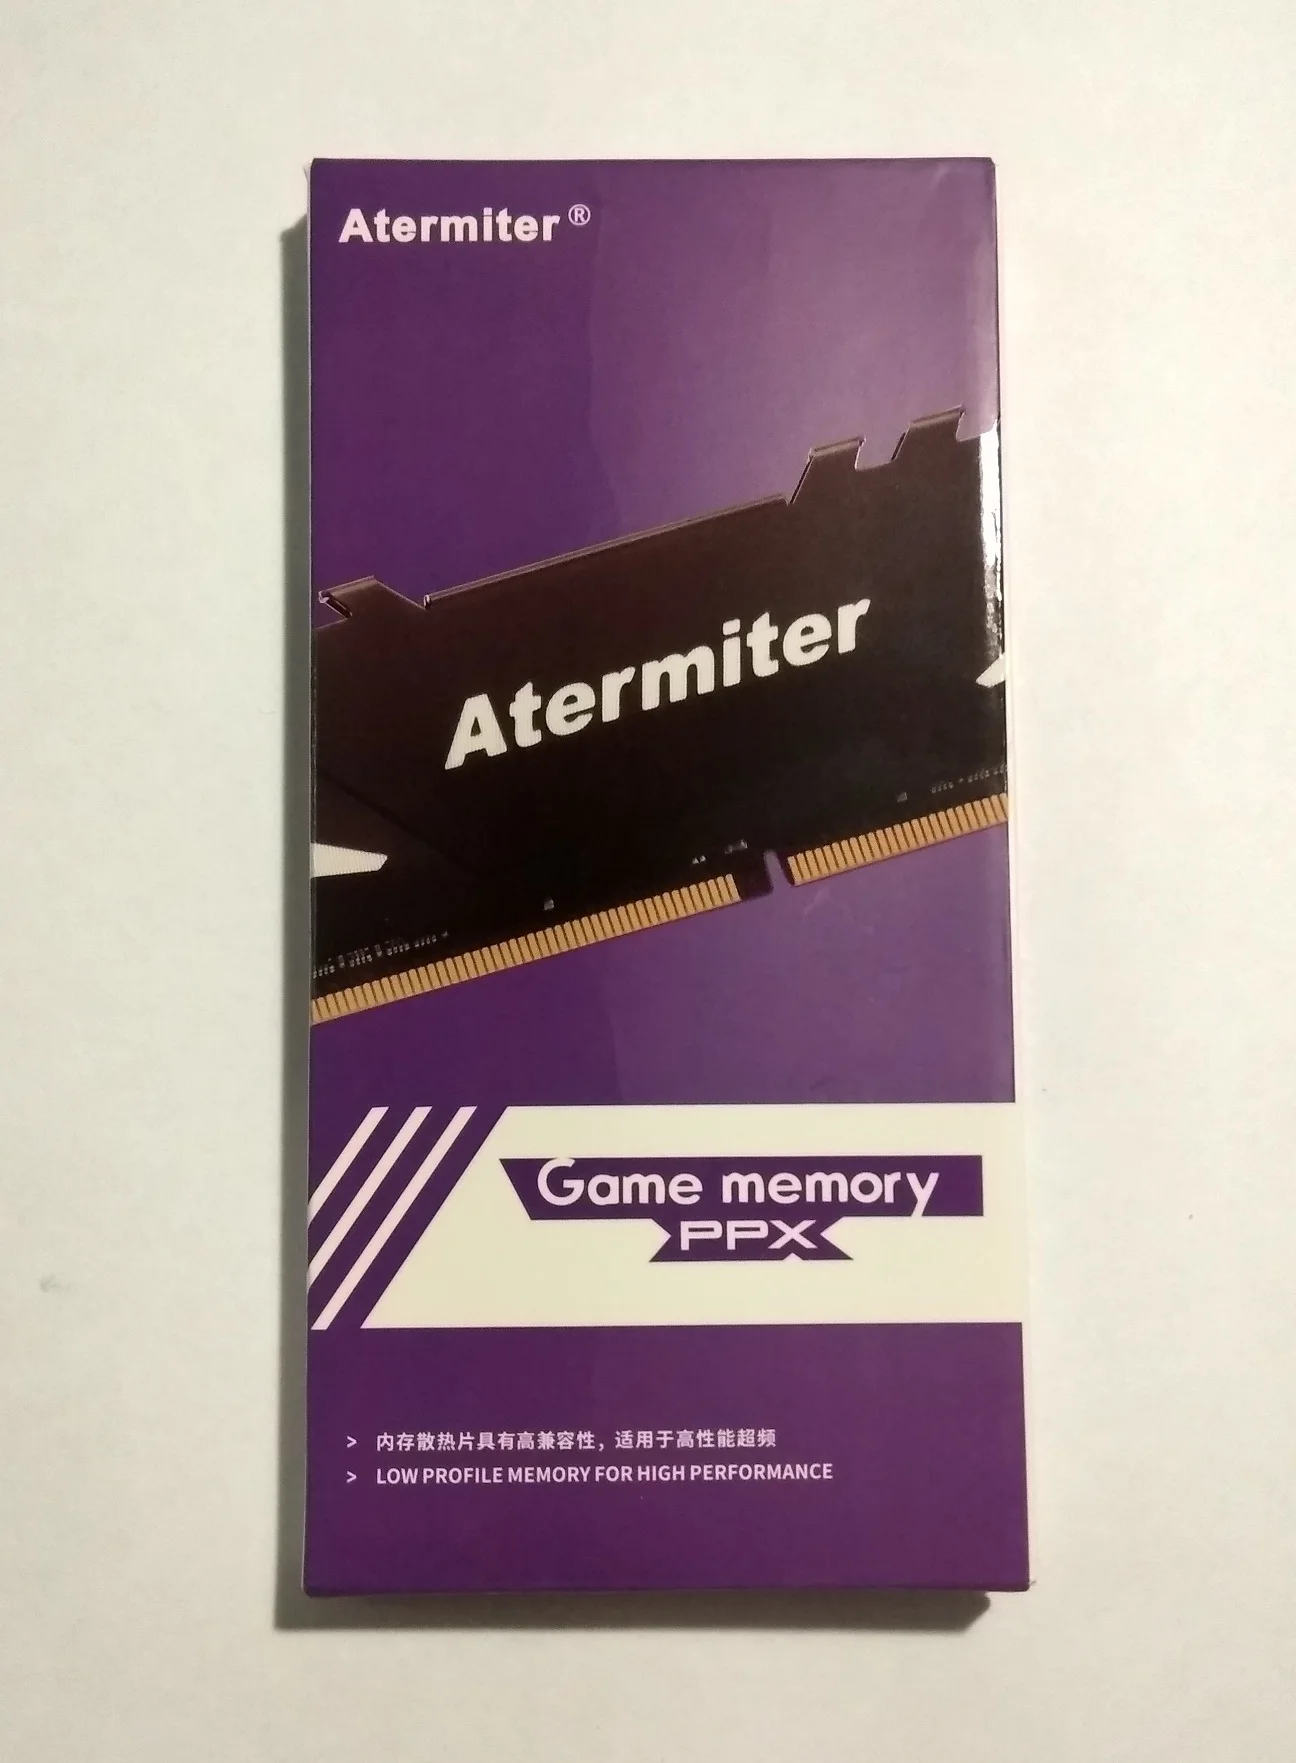 Atermiter®
Atermiter
Game memory
PPX
> 内存散热片具有高兼容性，适用于高性能超频
> LOW PROFILE MEMORY FOR HIGH PERFORMANCE